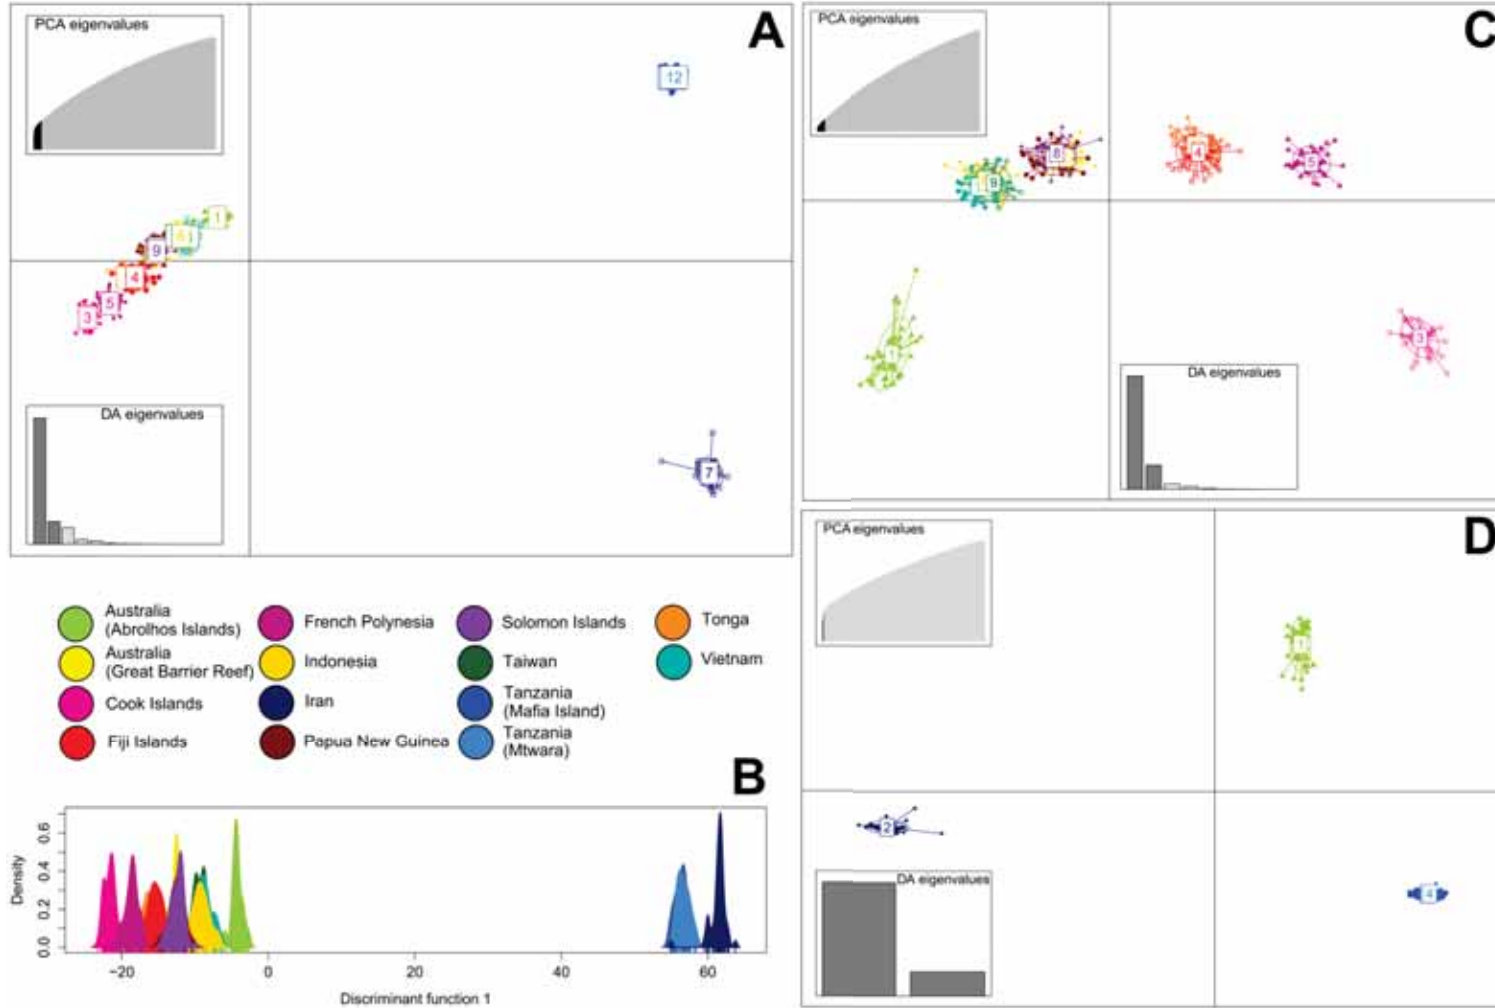 PCA eigenvalues
A
12
1
9
4
5
3
7
DA eigenvalues
PCA eigenvalues
C
8
9
4
5
1
3
DA eigenvalues
Australia
(Abrolhos Islands)
Australia
(Great Barrier Reef)
Cook Islands
Fiji Islands
French Polynesia
Indonesia
Iran
Papua New Guinea
Solomon Islands
Taiwan
Tanzania
(Mafia Island)
Tanzania
(Mtwara)
Tonga
Vietnam
B
Density
0.6
0.4
0.2
0.0
−20
0
20
40
60
Discriminant function 1
PCA eigenvalues
D
1
2
4
DA eigenvalues